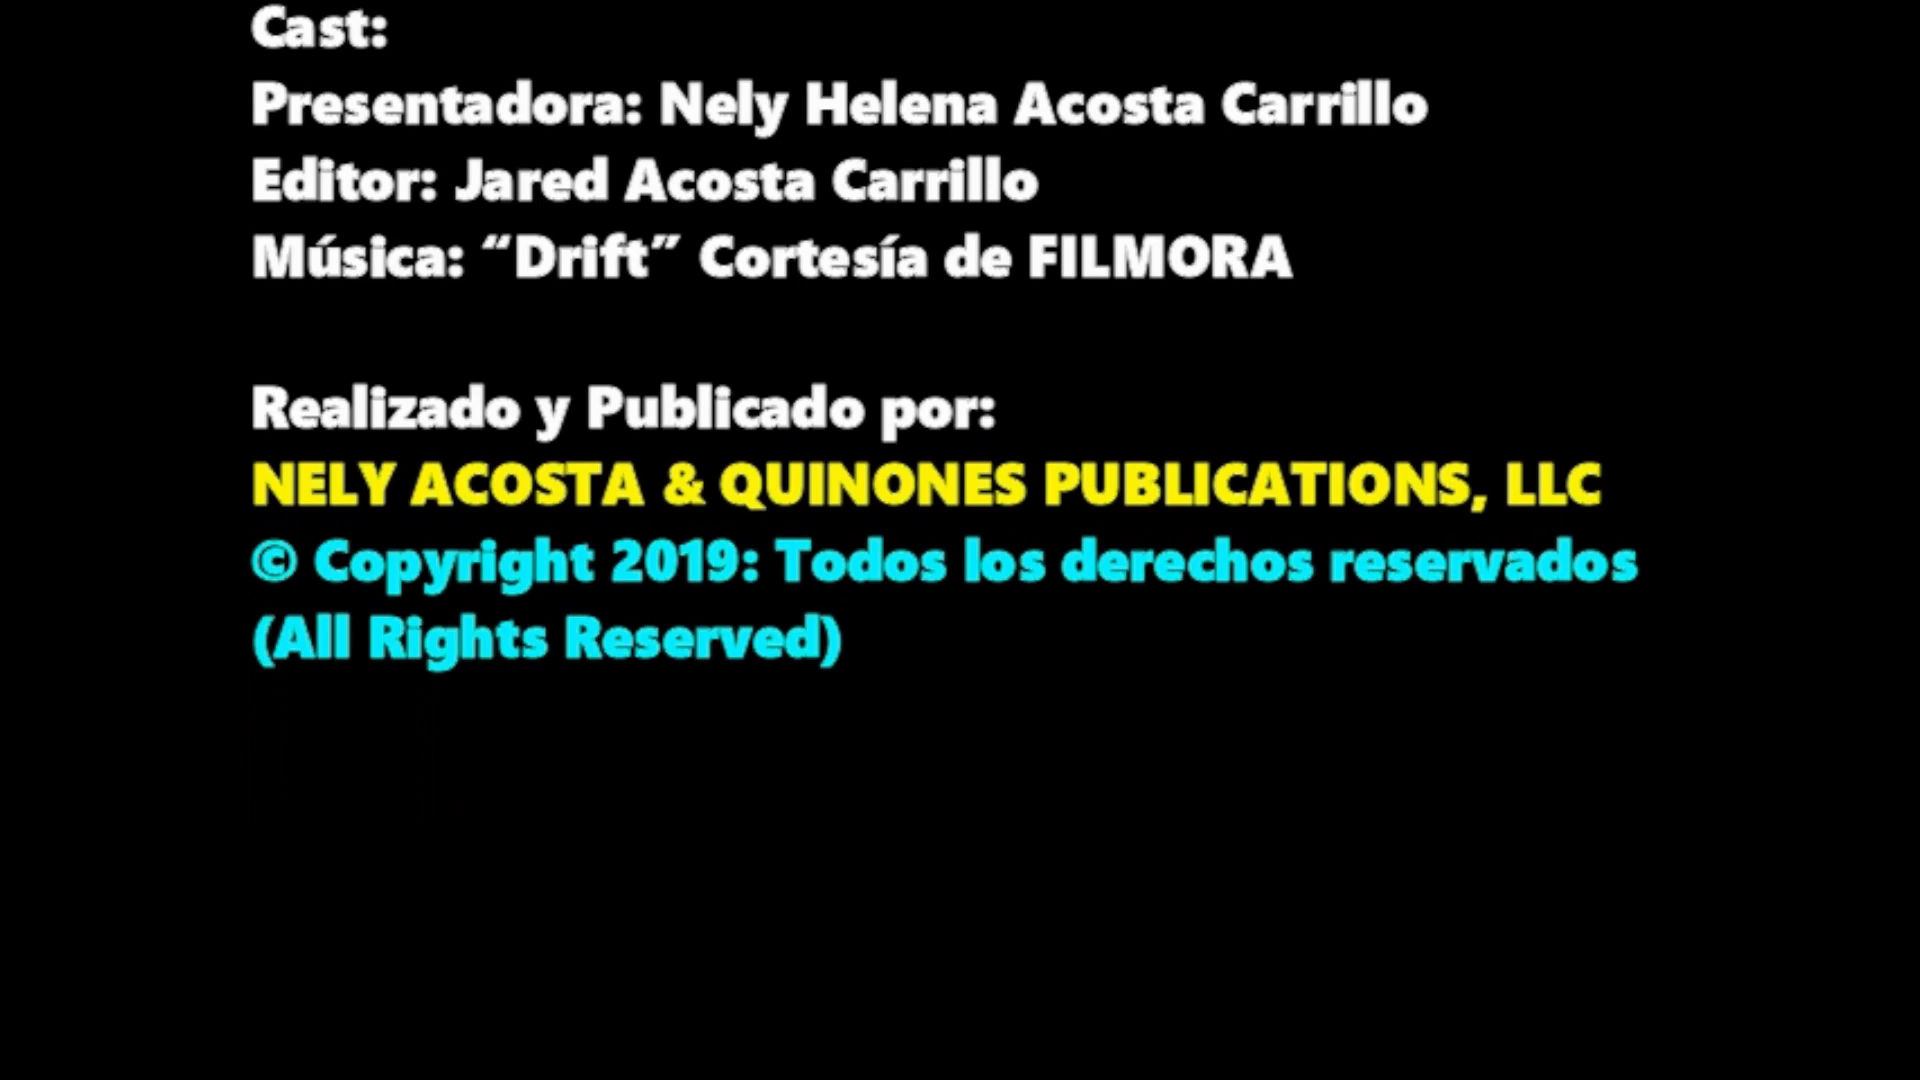 Cast:
Presentadora: Nely Helena Acosta Carrillo
Editor: Jared Acosta Carrillo
Música: “Drift” Cortesía de FILMORA
Realizado y Publicado por:
NELY ACOSTA & QUINONES PUBLICATIONS, LLC
© Copyright 2019: Todos los derechos reservados
(All Rights Reserved)